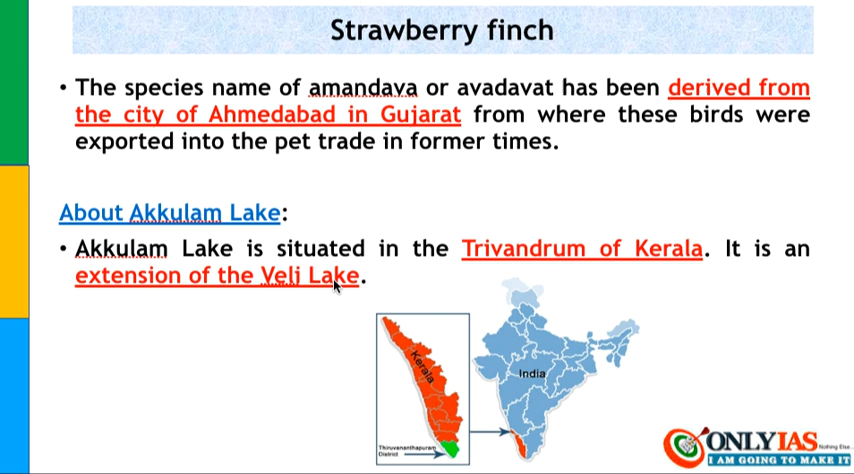 Strawberry finch
• The species name of amandava or avadavat has been derived from
the city of Ahmedabad in Gujarat from where these birds were
exported into the pet trade in former times.
About Akkulam Lake:
• Akkulam Lake is situated in the Trivandrum of Kerala. It is an
extension of the Veli Lake.
Kerala
India
Thiruvananthapuram
District
ONLYIAS Nothing Else..
I AM GOING TO MAKE IT